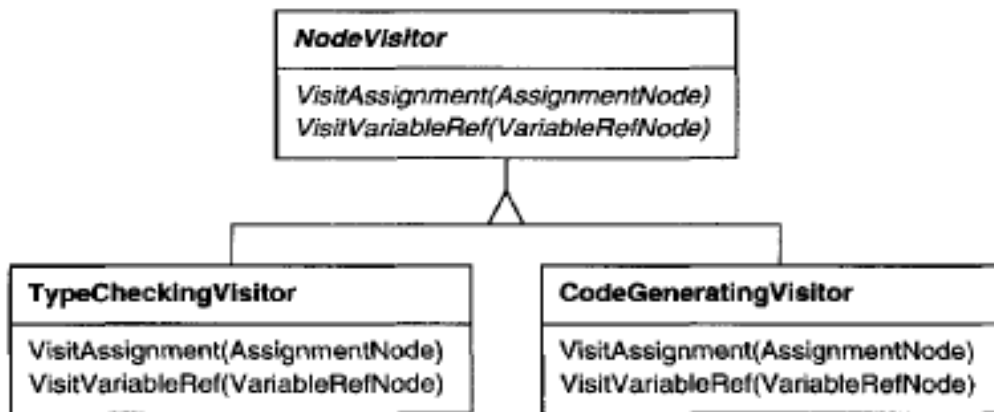 NodeVisitor
VisitAssignment(AssignmentNode)
VisitVariableRef(VariableRefNode)
TypeCheckingVisitor
VisitAssignment(AssignmentNode)
VisitVariableRef(VariableRefNode)
CodeGeneratingVisitor
VisitAssignment(AssignmentNode)
VisitVariableRef(VariableRefNode)